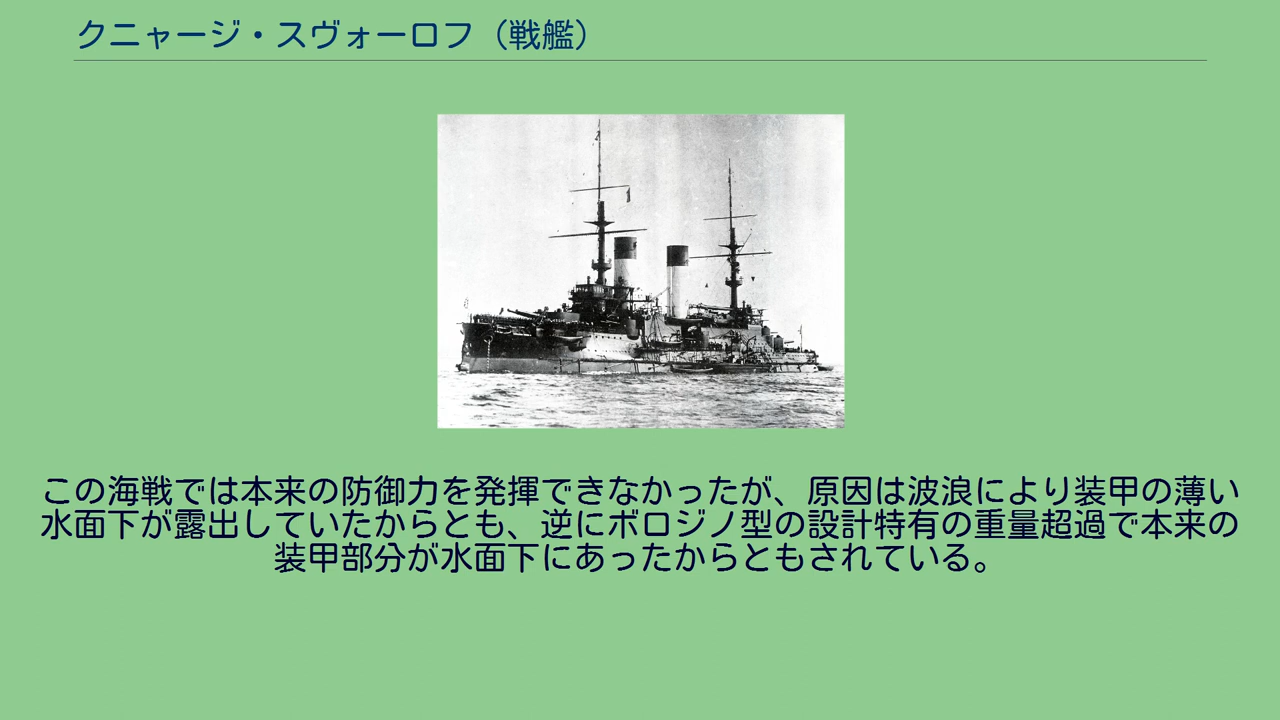 クニャージ・スヴォーロフ（戦艦）
この海戦では本来の防御力を発揮できなかったが、原因は波浪により装甲の薄い
水面下が露出していたからとも、逆にボロジノ型の設計特有の重量超過で本来の
装甲部分が水面下にあったからともされている。